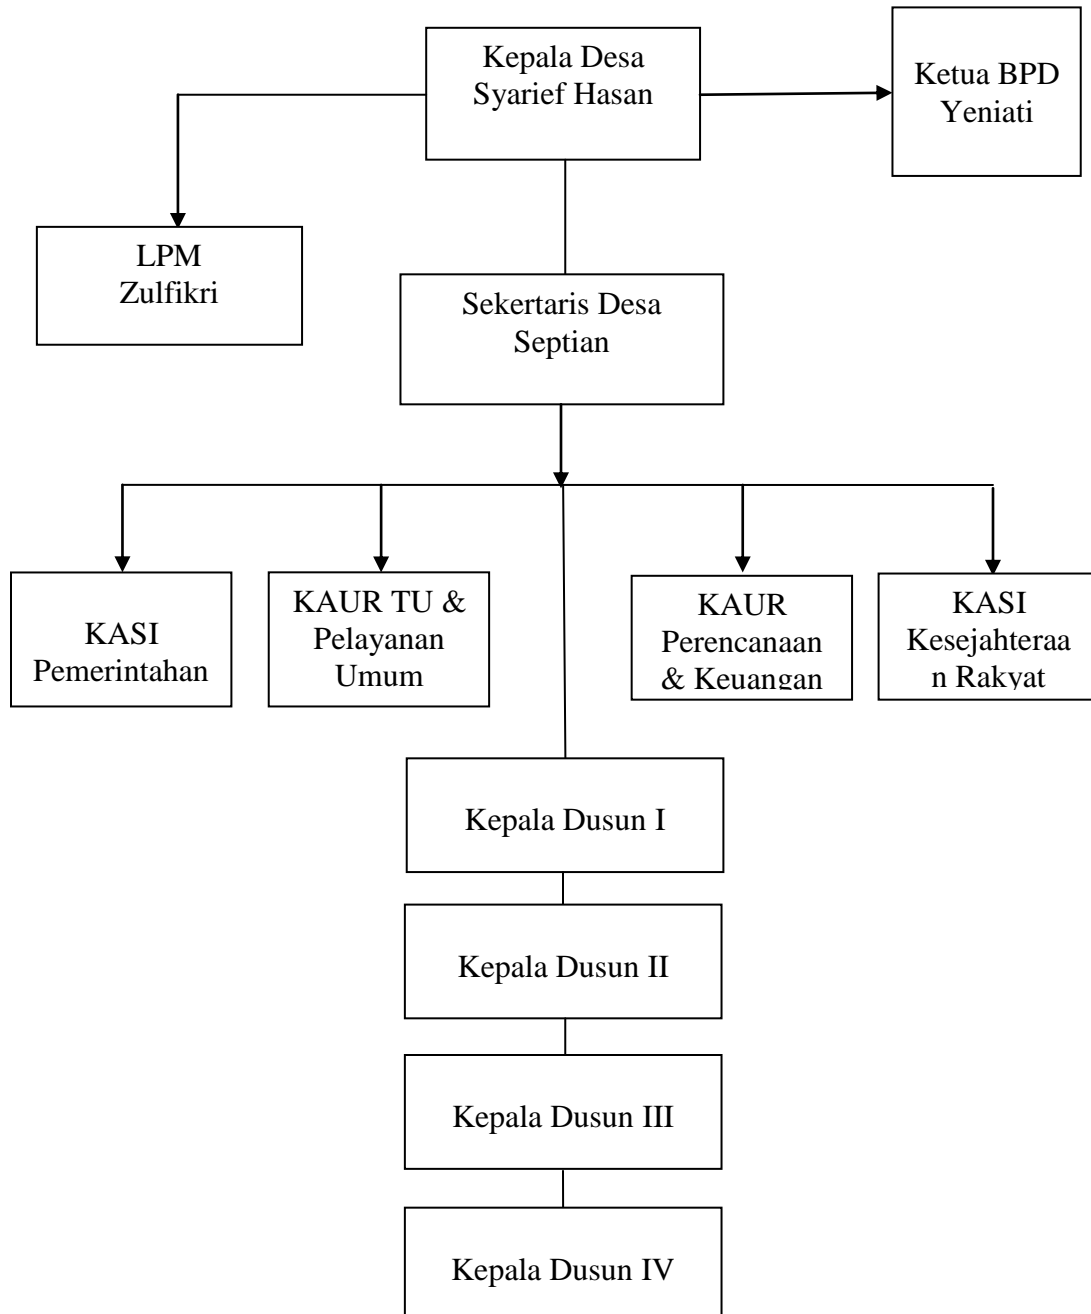 Kepala Desa
Syarief Hasan
Ketua BPD
Yeniati
LPM
Zulfikri
Sekertaris Desa
Septian
KASI
Pemerintahan
KAUR TU &
Pelayanan
Umum
KAUR
Perencanaan
& Keuangan
KASI
Kesejahteraa
n Rakyat
Kepala Dusun I
Kepala Dusun II
Kepala Dusun III
Kepala Dusun IV